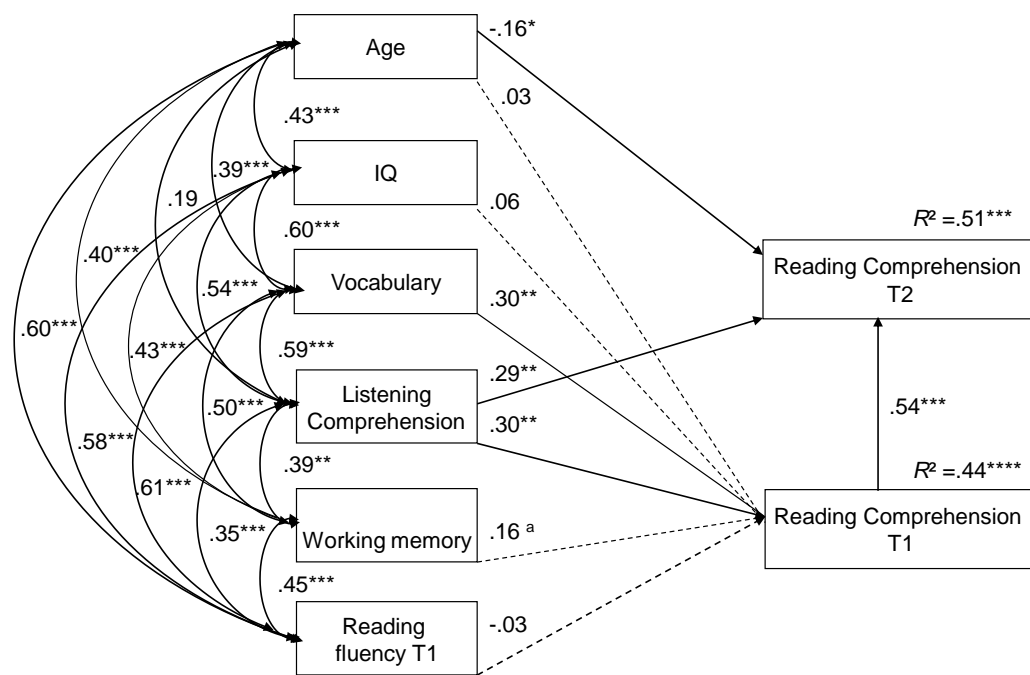 Age
-.16*
.03
.43***
.39***
IQ
.19
.06
R² =.51***
.60***
.40***
Vocabulary
Reading Comprehension
T2
.54***
.30**
.60***
.43***
.59***
.29**
Listening
Comprehension
.50***
.30**
.54***
.58***
.39**
.61***
R² =.44****
.35***
Working memory
.16 a
Reading Comprehension
T1
.45***
Reading
fluency T1
-.03